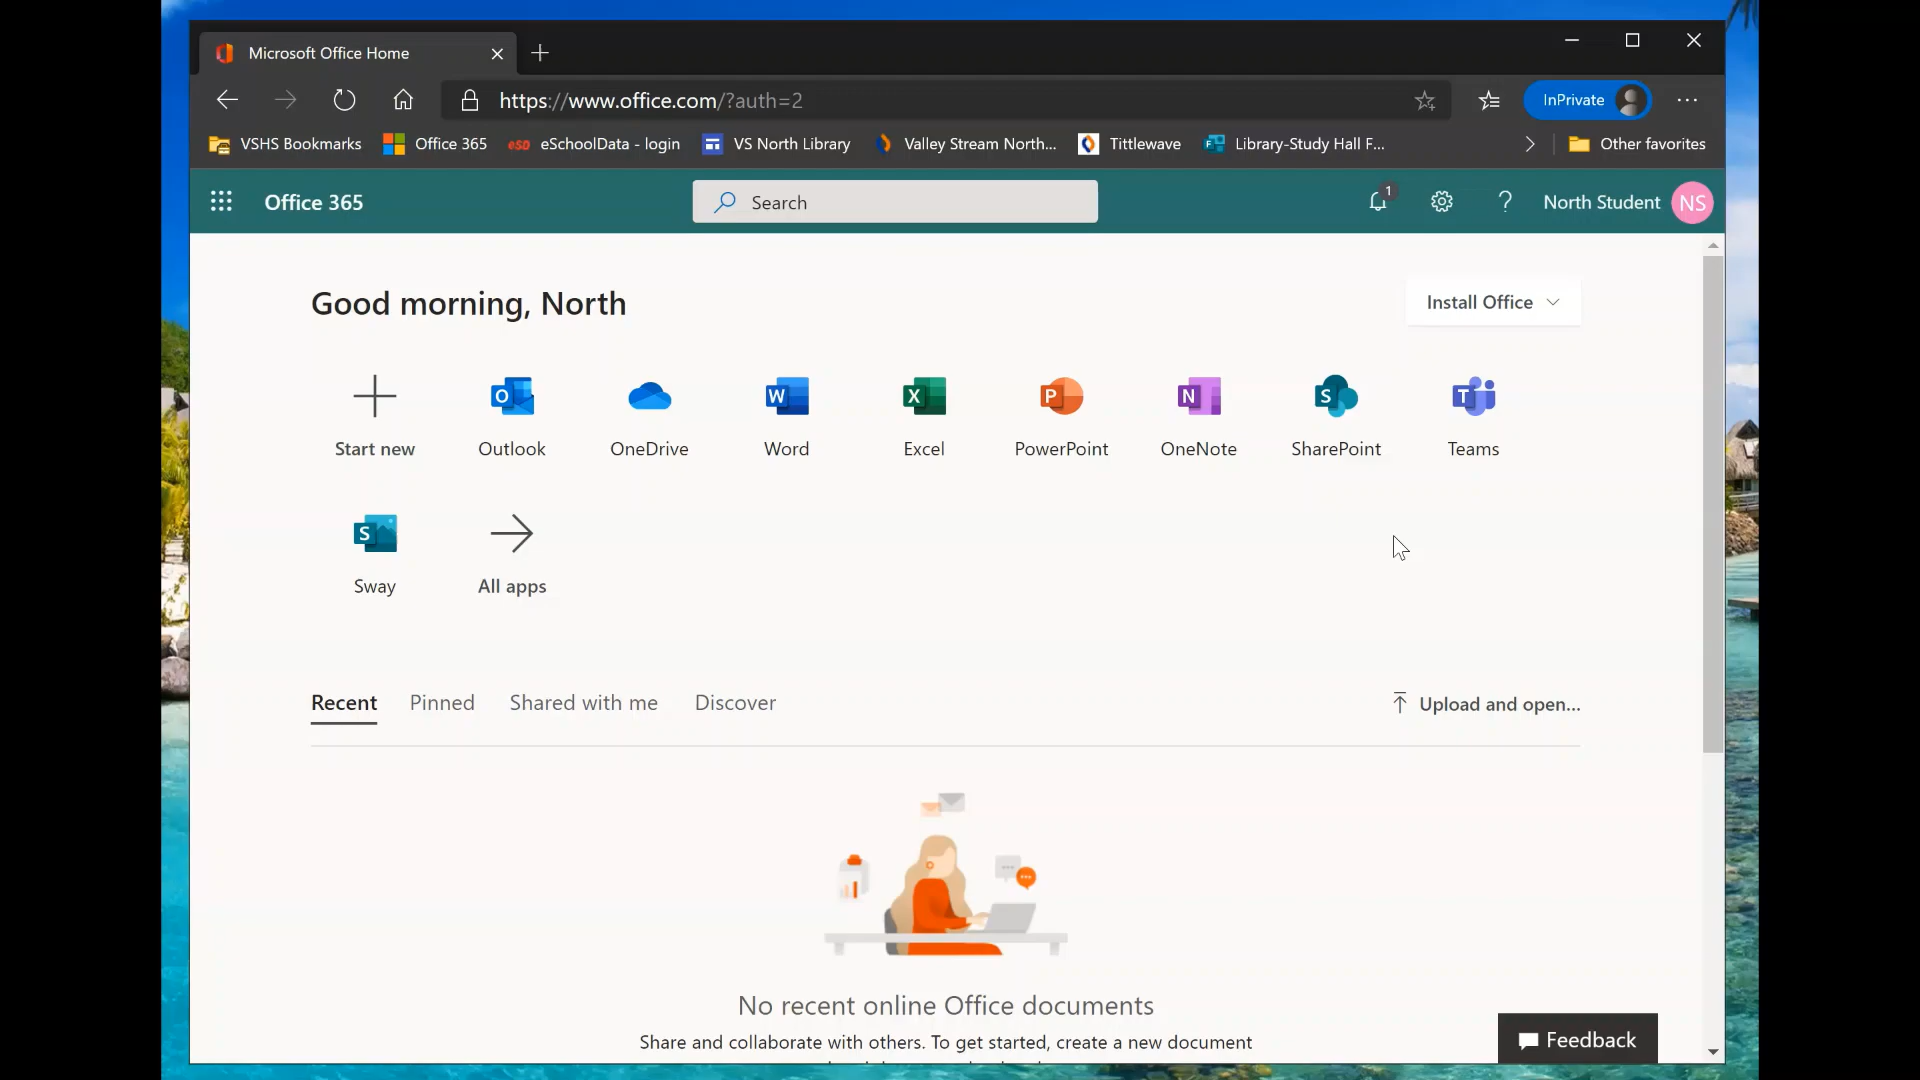 Microsoft Office Home
https://www.office.com/?auth=2
InPrivate
VSHS Bookmarks
Office 365
esd
eSchoolData - login
VS North Library
Valley Stream North...
Tittlewave
Library-Study Hall F...
Other favorites
Office 365
Search
1
?
North Student
NS
Good morning, North
Install Office
Start new
Outlook
OneDrive
Word
Excel
PowerPoint
OneNote
SharePoint
Teams
Sway
All apps
Recent
Pinned
Shared with me
Discover
Upload and open...
No recent online Office documents
Share and collaborate with others. To get started, create a new document
Feedback